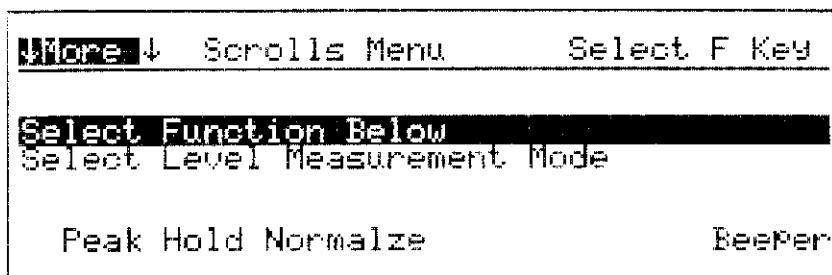 ↓More↓ Scrolls Menu Select F Key
Select Function Below
Select Level Measurement Mode
Peak Hold Normalze Beeper